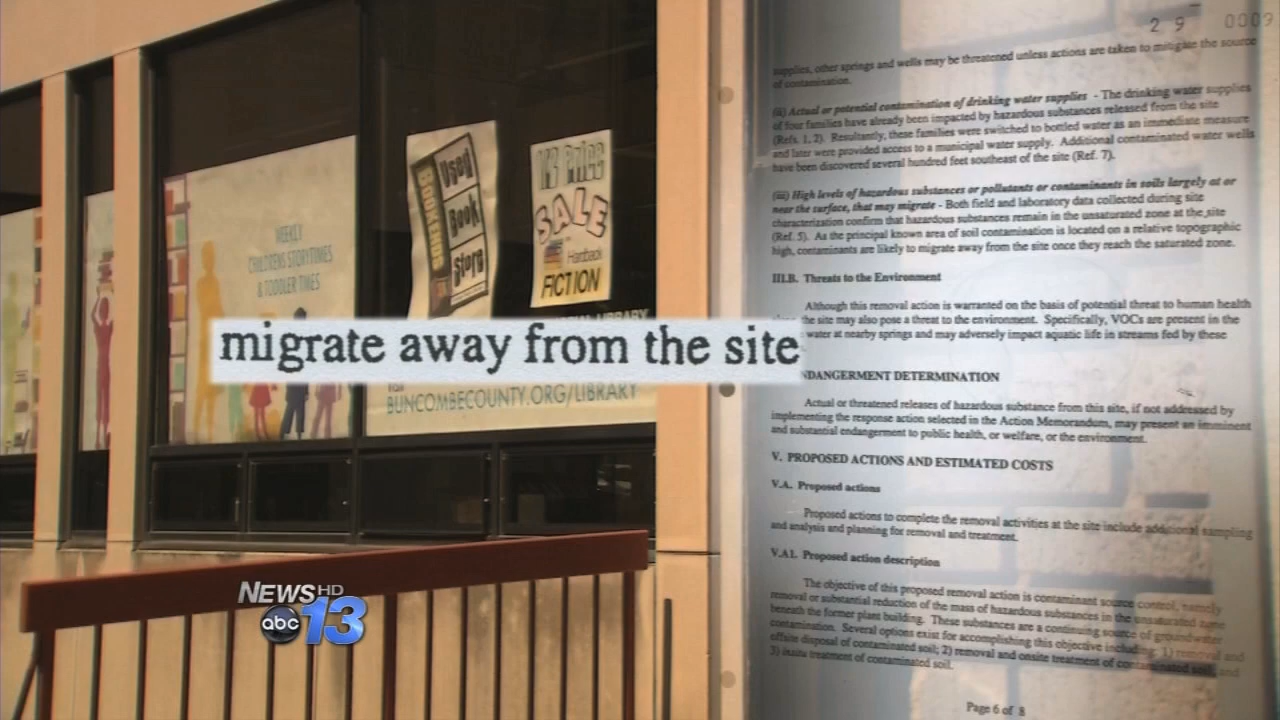 WEEKLY
CHILDRENS STORYTIMES
& TODDLER TIMES
BOOKENDS
Used
Book
Store
1/2 Price
SALE
Hardback
FICTION
LIBRARY
BUNCOMBECOUNTY.ORG/LIBRARY
migrate away from the site
NEWS HD
abc 13
29 0009
supplies, other springs and wells may be threatened unless actions are taken to mitigate the source
of contamination.
(ii) Actual or potential contamination of drinking water supplies - The drinking water supplies
of four families have already been impacted by hazardous substances released from the site
(Refs. 1, 2). Resultantly, these families were switched to bottled water as an immediate measure
and later were provided access to a municipal water supply. Additional contaminated water wells
have been discovered several hundred feet southeast of the site (Ref. 7).
(iii) High levels of hazardous substances or pollutants or contaminants in soils largely at or
near the surface, that may migrate - Both field and laboratory data collected during site
characterization confirm that hazardous substances remain in the unsaturated zone at the site
(Ref. 5). As the principal known area of soil contamination is located on a relative topographic
high, contaminants are likely to migrate away from the site once they reach the saturated zone.
III.B. Threats to the Environment
Although this removal action is warranted on the basis of potential threat to human health
the site may also pose a threat to the environment. Specifically, VOCs are present in the
water at nearby springs and may adversely impact aquatic life in streams fed by these
NDANGERMENT DETERMINATION
Actual or threatened releases of hazardous substance from this site, if not addressed by
implementing the response action selected in the Action Memorandum, may present an imminent
and substantial endangerment to public health, or welfare, or the environment.
V. PROPOSED ACTIONS AND ESTIMATED COSTS
V.A. Proposed actions
Proposed actions to complete the removal activities at the site include additional sampling
and analysis and planning for removal and treatment.
V.A1. Proposed action description
The objective of this proposed removal action is contaminant source control, namely
removal or substantial reduction of the mass of hazardous substances in the unsaturated zone
beneath the former plant building. These substances are a continuing source of groundwater
contamination. Several options exist for accomplishing this objective including: 1) removal and
offsite disposal of contaminated soil; 2) removal and onsite treatment of contaminated soil; and
3) insitu treatment of contaminated soil.
Page 6 of 8